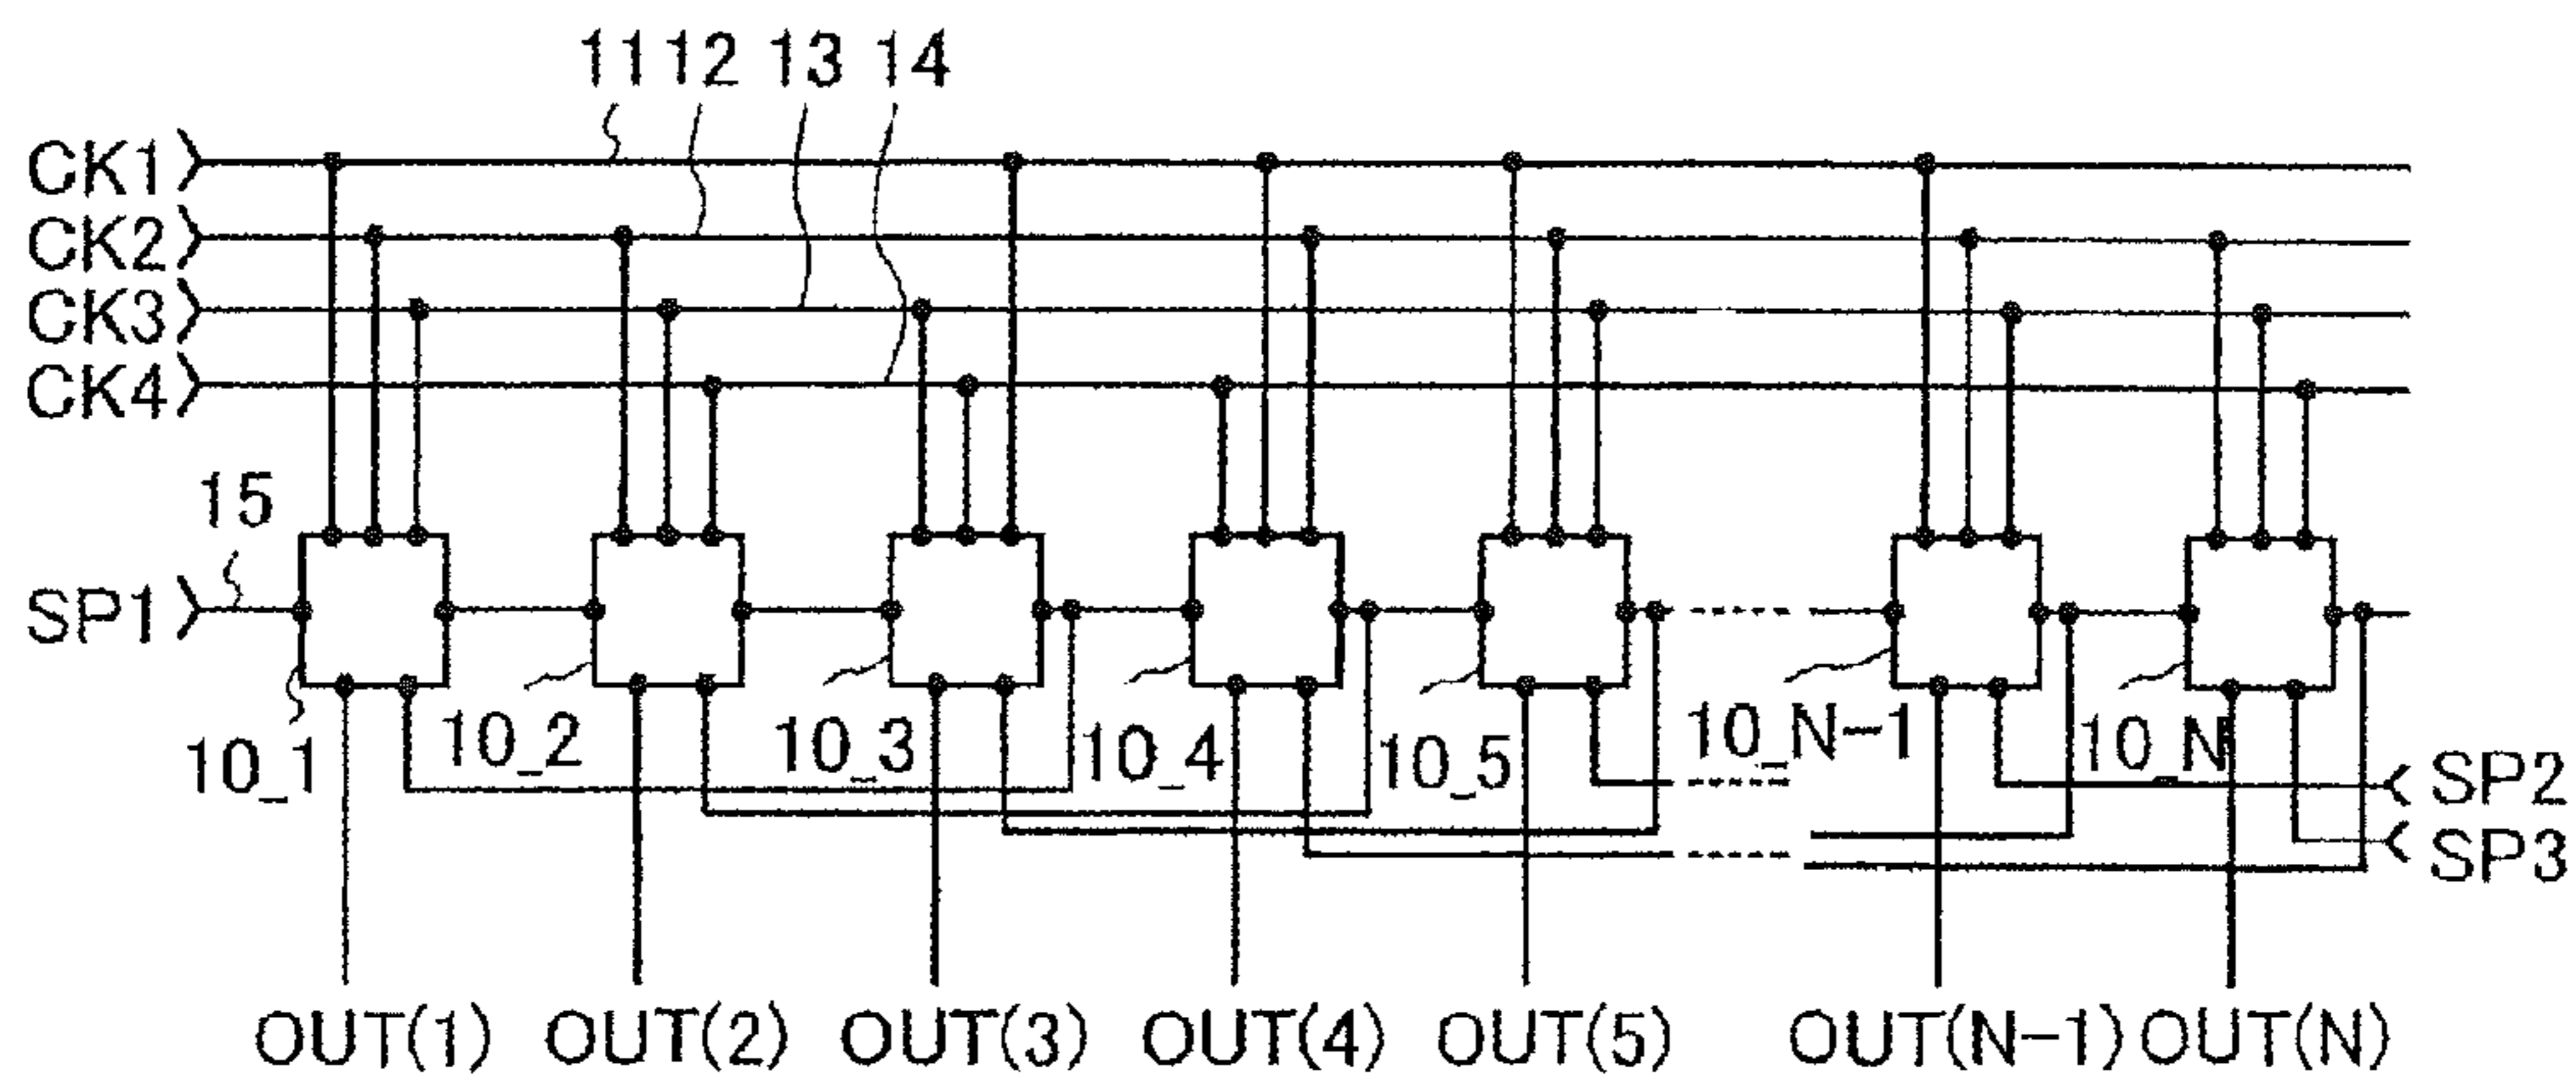 11 12 13 14
CK1
CK2
CK3
CK4
15
SP1
10_1
10_2
10_3
10_4
10_5
10_N-1
10_N
SP2
SP3
OUT(1) OUT(2) OUT(3) OUT(4) OUT(5) OUT(N-1) OUT(N)